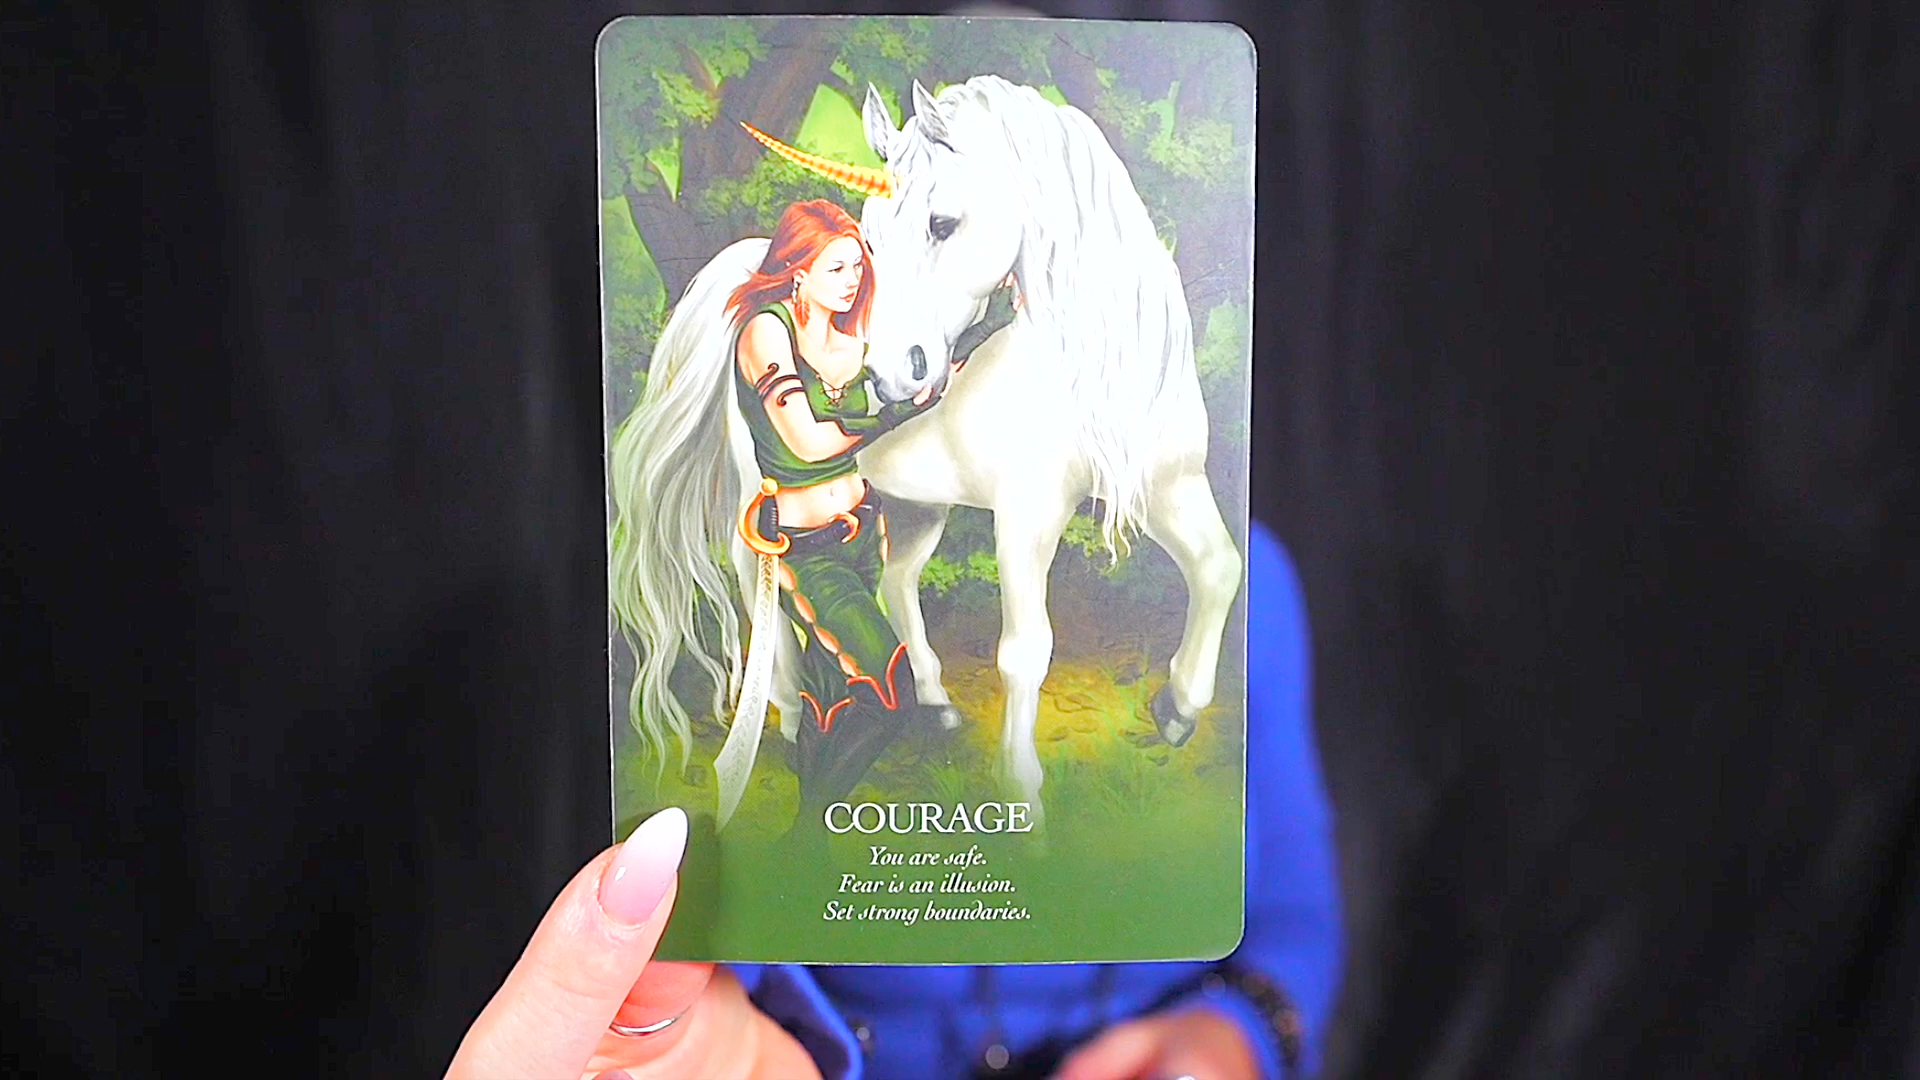 COURAGE
You are safe.
Fear is an illusion.
Set strong boundaries.